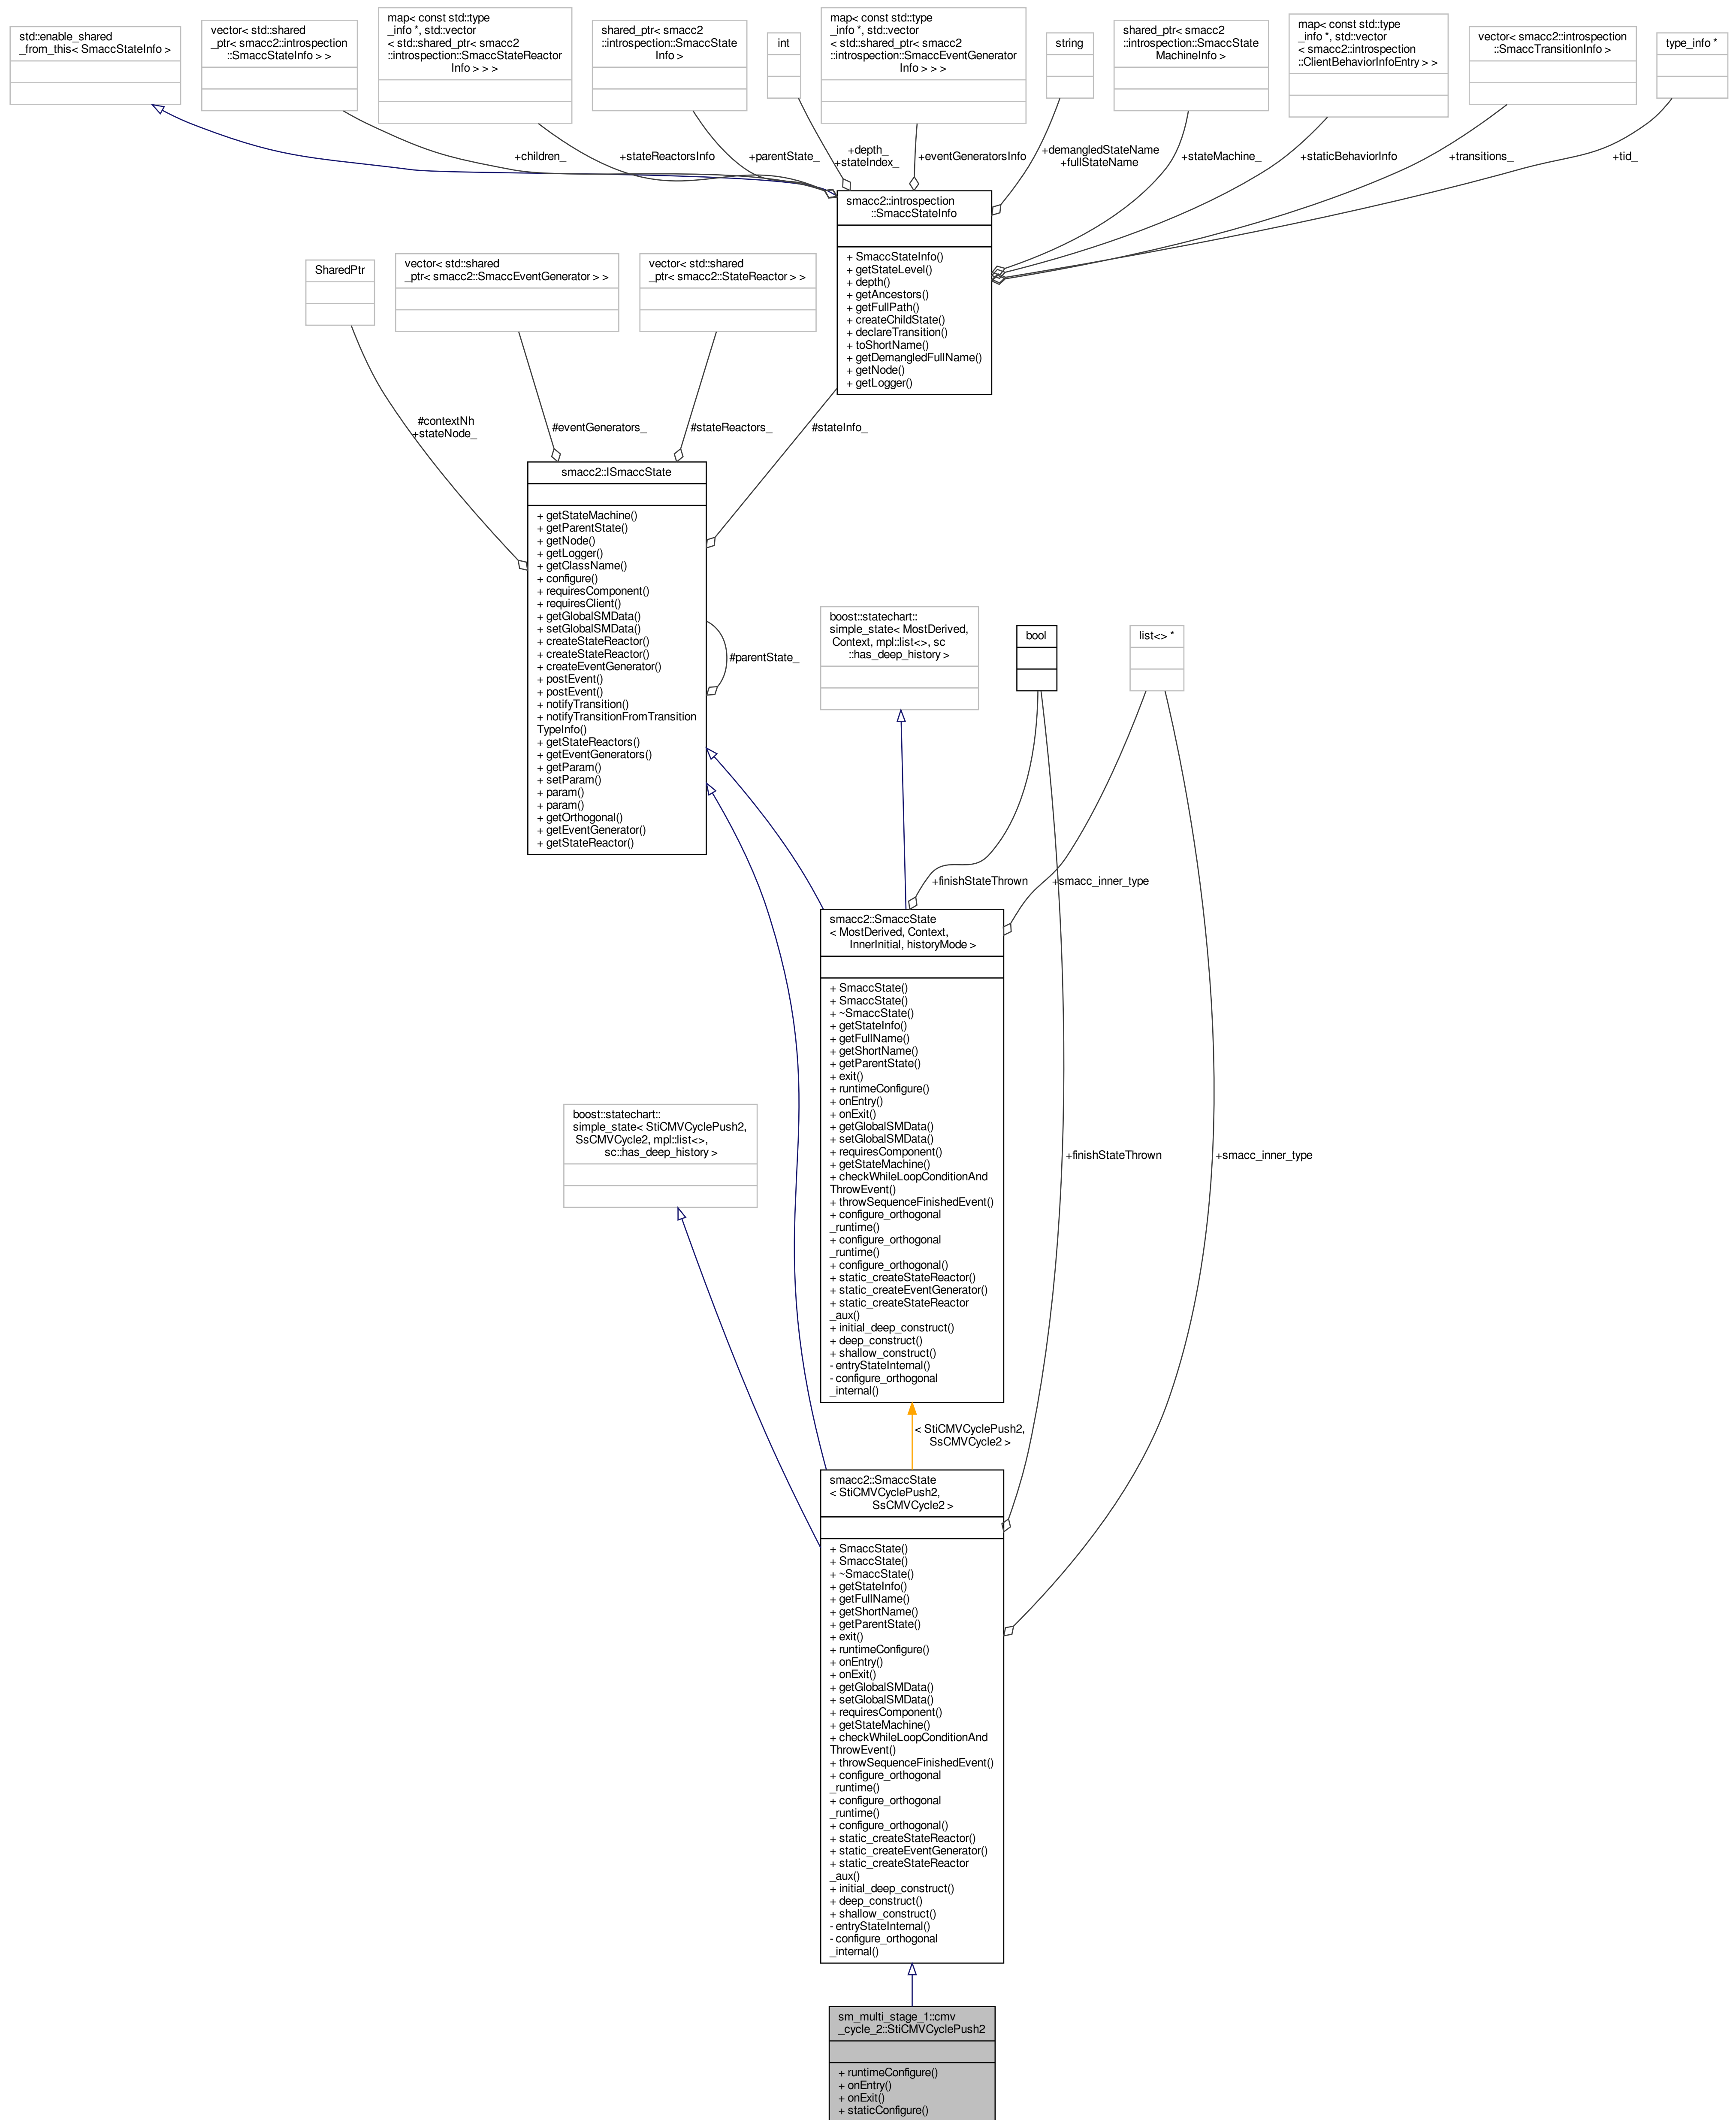 std::enable_shared
_from_this< SmaccStateInfo >
vector< std::shared
_ptr< smacc2::introspection
::SmaccStateInfo > >
map< const std::type
_info *, std::vector
< std::shared_ptr< smacc2
::introspection::SmaccStateReactor
Info > > >
shared_ptr< smacc2
::introspection::SmaccState
Info >
int
map< const std::type
_info *, std::vector
< std::shared_ptr< smacc2
::introspection::SmaccEventGenerator
Info > > >
string
shared_ptr< smacc2
::introspection::SmaccState
MachineInfo >
map< const std::type
_info *, std::vector
< smacc2::introspection
::ClientBehaviorInfoEntry > >
vector< smacc2::introspection
::SmaccTransitionInfo >
type_info *
+children_
+stateReactorsInfo
+parentState_
+depth_
+stateIndex_
+eventGeneratorsInfo
+demangledStateName
+fullStateName
+stateMachine_
+staticBehaviorInfo
+transitions_
+tid_
smacc2::introspection
::SmaccStateInfo
+ SmaccStateInfo()
+ getStateLevel()
+ depth()
+ getAncestors()
+ getFullPath()
+ createChildState()
+ declareTransition()
+ toShortName()
+ getDemangledFullName()
+ getNode()
+ getLogger()
SharedPtr
vector< std::shared
_ptr< smacc2::SmaccEventGenerator > >
vector< std::shared
_ptr< smacc2::StateReactor > >
#contextNh
+stateNode_
#eventGenerators_
#stateReactors_
#stateInfo_
smacc2::ISmaccState
+ getStateMachine()
+ getParentState()
+ getNode()
+ getLogger()
+ getClassName()
+ configure()
+ requiresComponent()
+ requiresClient()
+ getGlobalSMData()
+ setGlobalSMData()
+ createStateReactor()
+ createStateReactor()
+ createEventGenerator()
+ postEvent()
+ postEvent()
+ notifyTransition()
+ notifyTransitionFromTransition
TypeInfo()
+ getStateReactors()
+ getEventGenerators()
+ getParam()
+ setParam()
+ param()
+ param()
+ getOrthogonal()
+ getEventGenerator()
+ getStateReactor()
#parentState_
boost::statechart::
simple_state< MostDerived,
Context, mpl::list<>, sc
::has_deep_history >
bool
list<> *
+finishStateThrown
+smacc_inner_type
smacc2::SmaccState
< MostDerived, Context,
InnerInitial, historyMode >
+ SmaccState()
+ SmaccState()
+ ~SmaccState()
+ getStateInfo()
+ getFullName()
+ getShortName()
+ getParentState()
+ exit()
+ runtimeConfigure()
+ onEntry()
+ onExit()
+ getGlobalSMData()
+ setGlobalSMData()
+ requiresComponent()
+ getStateMachine()
+ checkWhileLoopConditionAnd
ThrowEvent()
+ throwSequenceFinishedEvent()
+ configure_orthogonal
_runtime()
+ configure_orthogonal
_runtime()
+ configure_orthogonal()
+ static_createStateReactor()
+ static_createEventGenerator()
+ static_createStateReactor
_aux()
+ initial_deep_construct()
+ deep_construct()
+ shallow_construct()
- entryStateInternal()
- configure_orthogonal
_internal()
boost::statechart::
simple_state< StiCMVCyclePush2,
SsCMVCycle2, mpl::list<>,
sc::has_deep_history >
+finishStateThrown
+smacc_inner_type
< StiCMVCyclePush2,
SsCMVCycle2 >
smacc2::SmaccState
< StiCMVCyclePush2,
SsCMVCycle2 >
+ SmaccState()
+ SmaccState()
+ ~SmaccState()
+ getStateInfo()
+ getFullName()
+ getShortName()
+ getParentState()
+ exit()
+ runtimeConfigure()
+ onEntry()
+ onExit()
+ getGlobalSMData()
+ setGlobalSMData()
+ requiresComponent()
+ getStateMachine()
+ checkWhileLoopConditionAnd
ThrowEvent()
+ throwSequenceFinishedEvent()
+ configure_orthogonal
_runtime()
+ configure_orthogonal
_runtime()
+ configure_orthogonal()
+ static_createStateReactor()
+ static_createEventGenerator()
+ static_createStateReactor
_aux()
+ initial_deep_construct()
+ deep_construct()
+ shallow_construct()
- entryStateInternal()
- configure_orthogonal
_internal()
sm_multi_stage_1::cmv
_cycle_2::StiCMVCyclePush2
+ runtimeConfigure()
+ onEntry()
+ onExit()
+ staticConfigure()